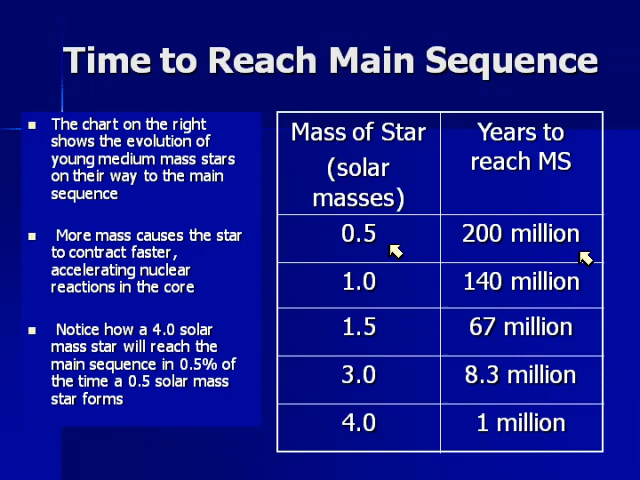 Time to Reach Main Sequence
The chart on the right
shows the evolution of
young medium mass stars
on their way to the main
sequence
More mass causes the star
to contract faster,
accelerating nuclear
reactions in the core
Notice how a 4.0 solar
mass star will reach the
main sequence in 0.5% of
the time a 0.5 solar mass
star forms
Mass of Star
(solar
masses)
Years to
reach MS
0.5
200 million
1.0
140 million
1.5
67 million
3.0
8.3 million
4.0
1 million